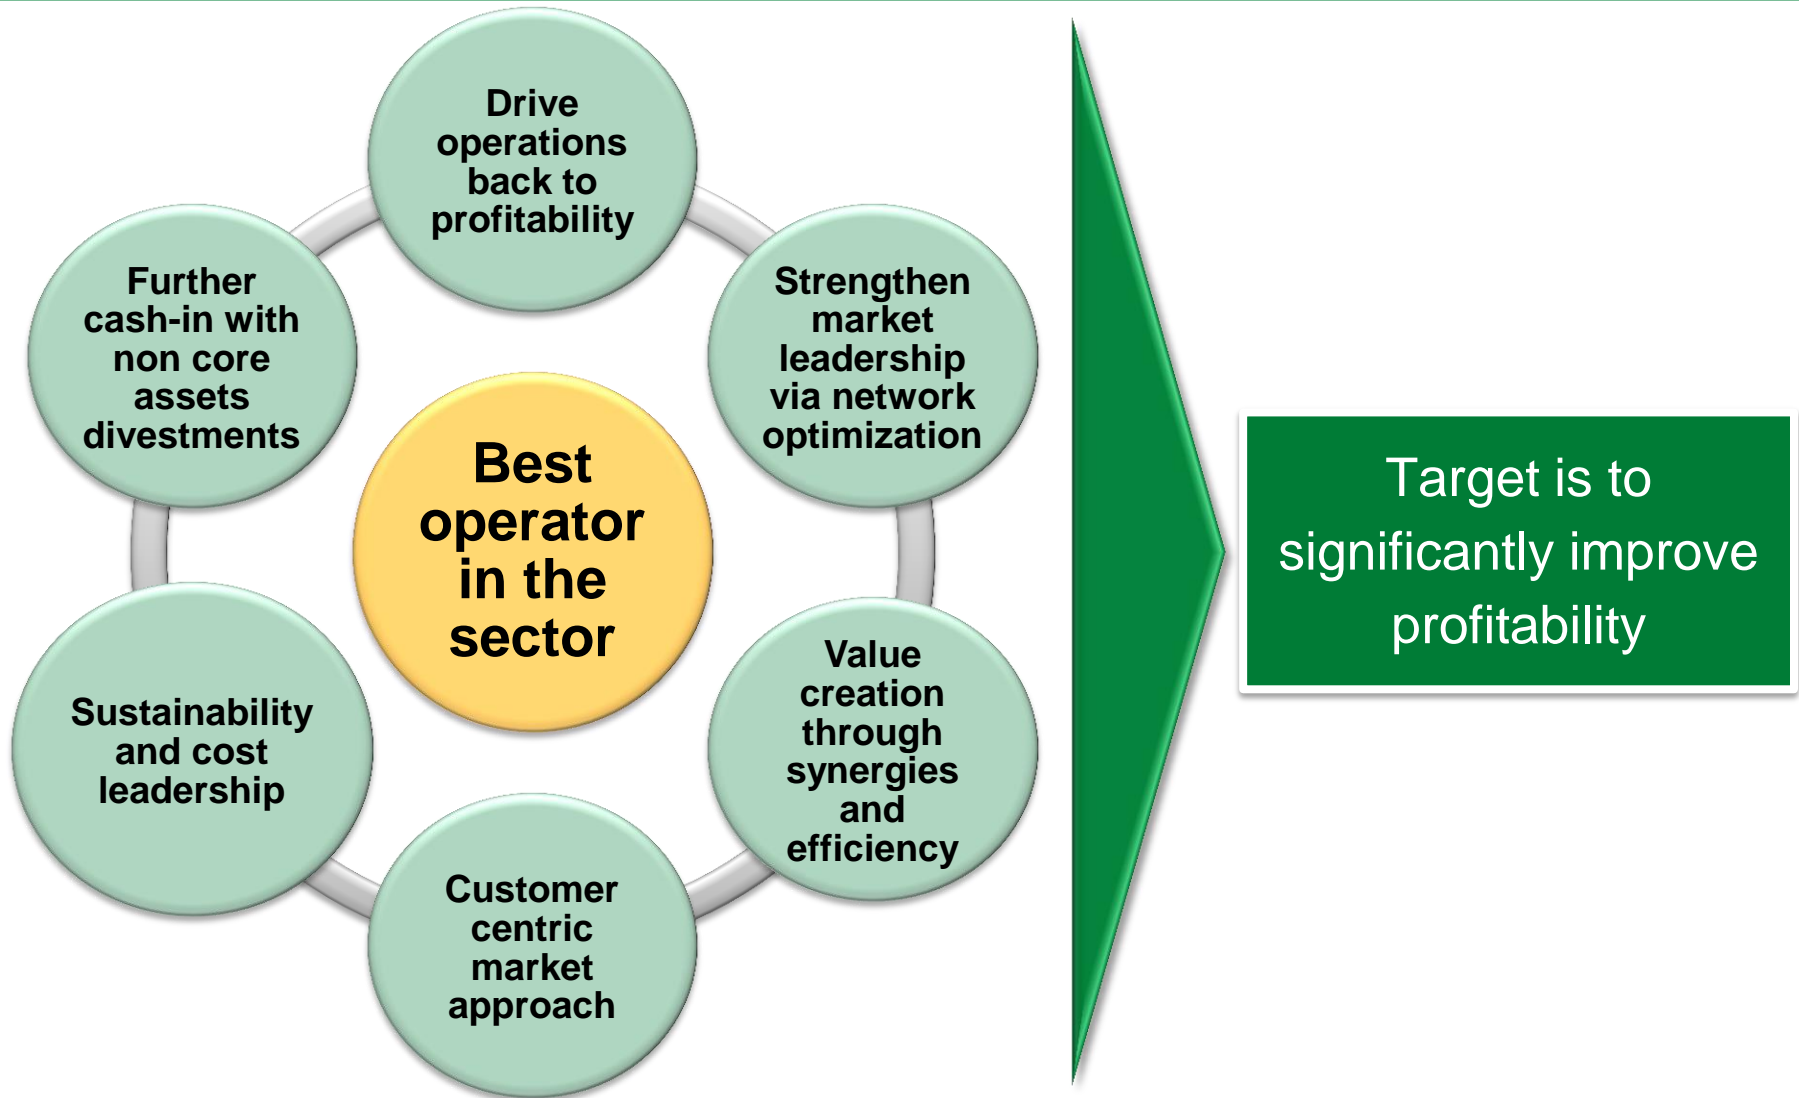 Drive
operations
back to
profitability
Strengthen
market
leadership
via network
optimization
Value
creation
through
synergies
and
efficiency
Customer
centric
market
approach
Sustainability
and cost
leadership
Further
cash-in with
non core
assets
divestments
Best
operator
in the
sector
Target is to
significantly improve
profitability